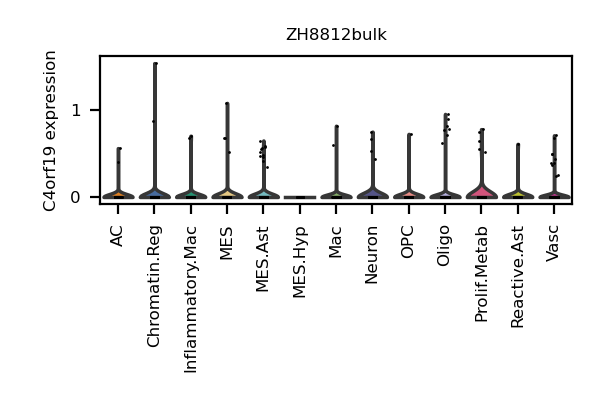 ZH8812bulk
C4orf19 expression
1
0
AC
Chromatin.Reg
Inflammatory.Mac
MES
MES.Ast
MES.Hyp
Mac
Neuron
OPC
Oligo
Prolif.Metab
Reactive.Ast
Vasc